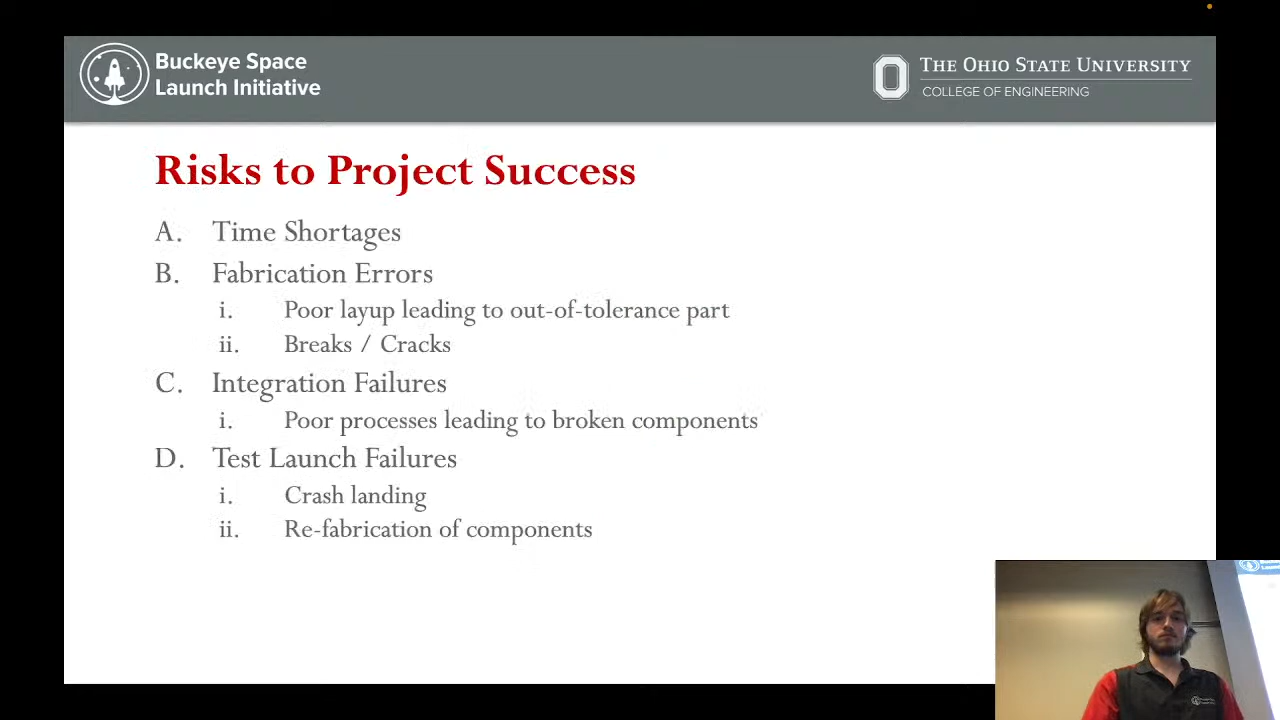 Buckeye Space
Launch Initiative
THE OHIO STATE UNIVERSITY
COLLEGE OF ENGINEERING
Risks to Project Success
A. Time Shortages
B. Fabrication Errors
i. Poor layup leading to out-of-tolerance part
ii. Breaks / Cracks
C. Integration Failures
i. Poor processes leading to broken components
D. Test Launch Failures
i. Crash landing
ii. Re-fabrication of components